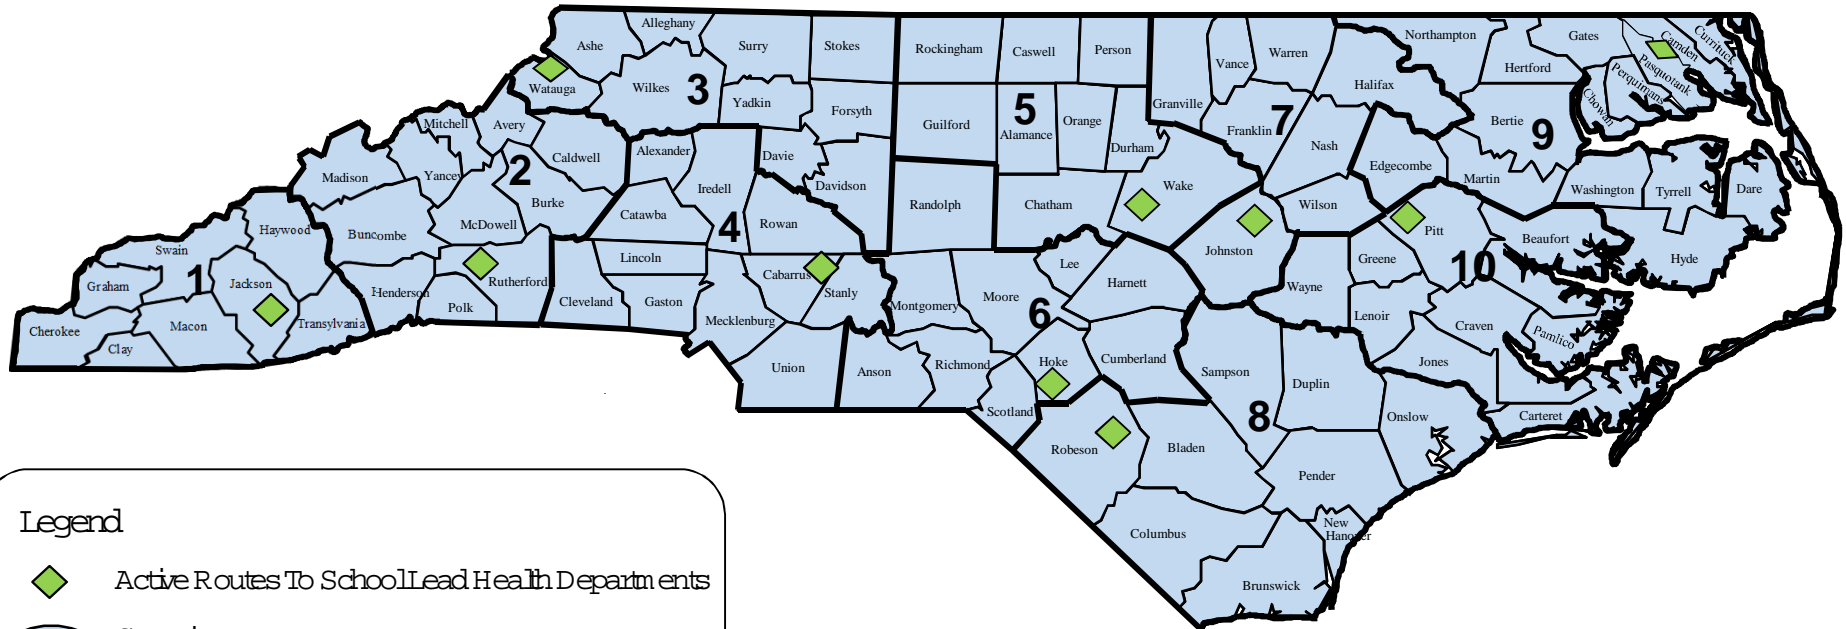 Alleghany
Ashe
Surry
Stokes
Rockingham
Caswell
Person
Northampton
Gates
Camden
Currituck
Vance
Warren
Hertford
Pasquotank
Perquimans
Chowan
Watauga
Wilkes
3
Yadkin
Forsyth
Granville
Halifax
Guilford
5
Alamance
Orange
Durham
Franklin
7
Nash
Bertie
9
Mitchell
Avery
Caldwell
Alexander
Davie
Edgecombe
Martin
Madison
Yancey
2
Burke
Iredell
Davidson
Randolph
Chatham
Wake
Wilson
Washington
Tyrrell
Dare
McDowell
Catawba
4
Rowan
Haywood
Buncombe
Johnston
Pitt
Beaufort
Swain
Lincoln
Lee
Greene
Hyde
Graham
1
Jackson
Henderson
Rutherford
Cabarrus
Stanly
Harnett
Wayne
10
Polk
Cleveland
Gaston
Montgomery
Moore
6
Lenoir
Craven
Pamlico
Cherokee
Macon
Transylvania
Mecklenburg
Clay
Union
Anson
Richmond
Hoke
Cumberland
Sampson
Duplin
Jones
Scotland
8
Onslow
Carteret
Robeson
Bladen
Pender
Columbus
New
Hanover
Brunswick
Legend
Active Routes To School Lead Health Departments